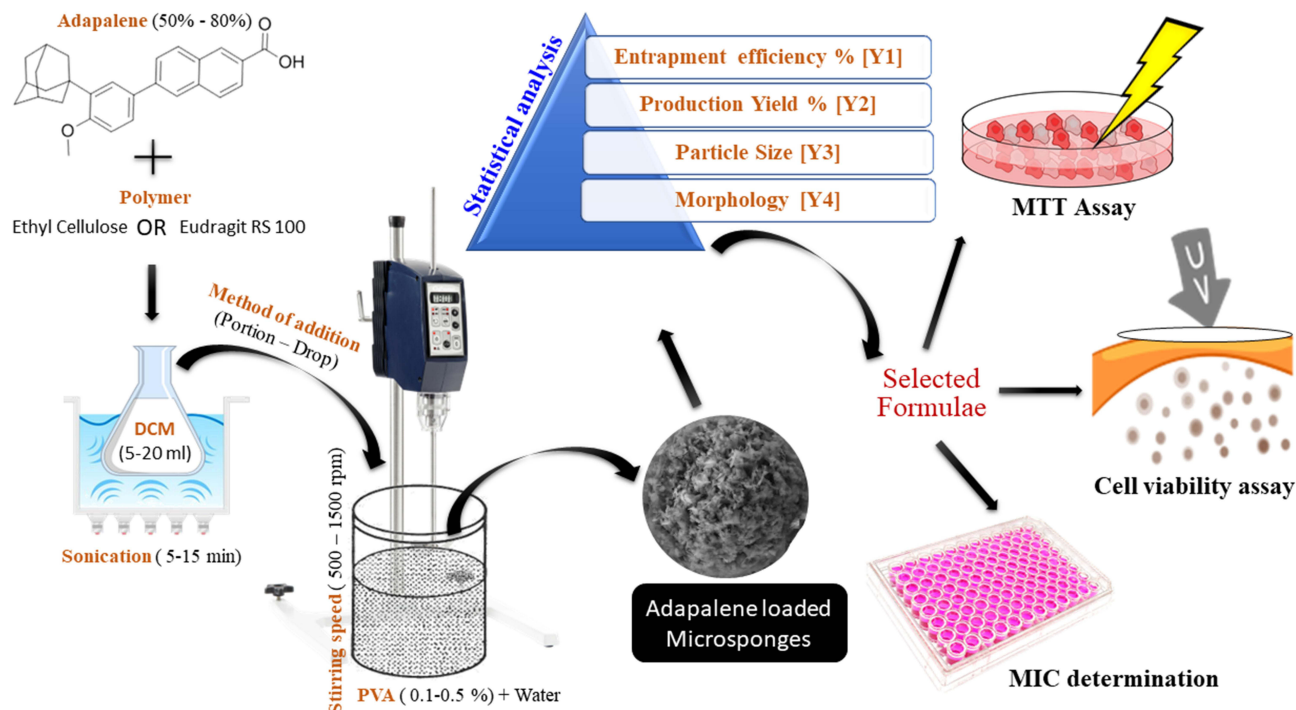 Adapalene (50% - 80%)
O
OH
O
+
Polymer
Ethyl Cellulose OR Eudragit RS 100
DCM
(5-20 ml)
Sonication ( 5-15 min)
Method of addition
(Portion – Drop)
Stirring speed ( 500 – 1500 rpm)
PVA ( 0.1-0.5 %) + Water
Adapalene loaded
Microsponges
Statistical analysis
Entrapment efficiency % [Y1]
Production Yield % [Y2]
Particle Size [Y3]
Morphology [Y4]
Selected
Formulae
MTT Assay
UV
Cell viability assay
MIC determination